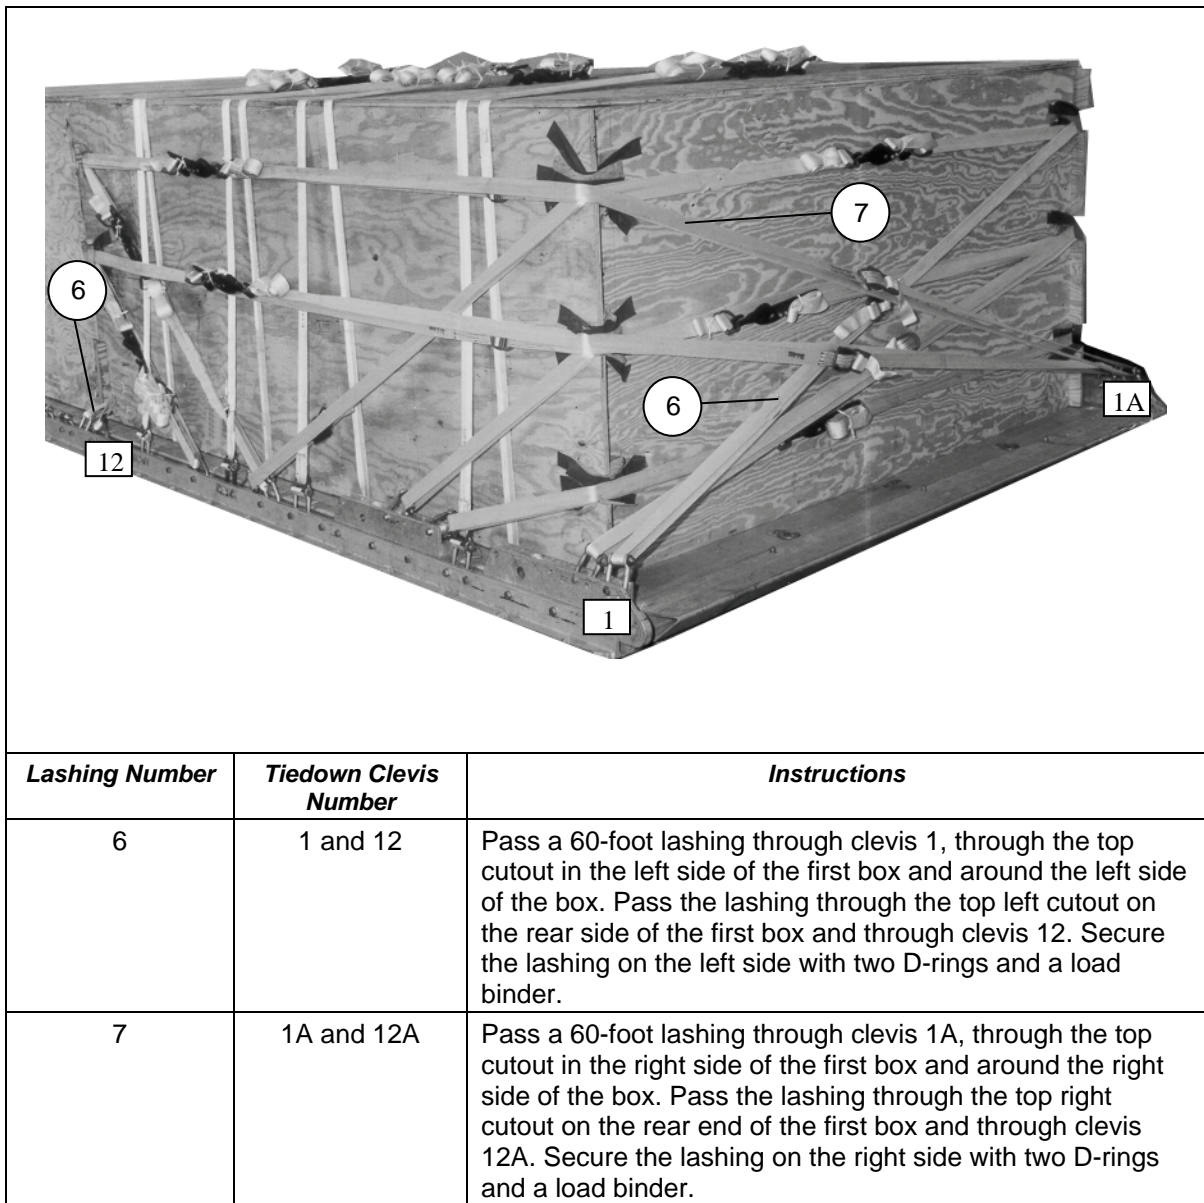 7
6
6
1A
12
1
Lashing Number
Tiedown Clevis
Number
Instructions
6
1 and 12
Pass a 60-foot lashing through clevis 1, through the top
cutout in the left side of the first box and around the left side
of the box. Pass the lashing through the top left cutout on
the rear side of the first box and through clevis 12. Secure
the lashing on the left side with two D-rings and a load
binder.
7
1A and 12A
Pass a 60-foot lashing through clevis 1A, through the top
cutout in the right side of the first box and around the right
side of the box. Pass the lashing through the top right
cutout on the rear end of the first box and through clevis
12A. Secure the lashing on the right side with two D-rings
and a load binder.